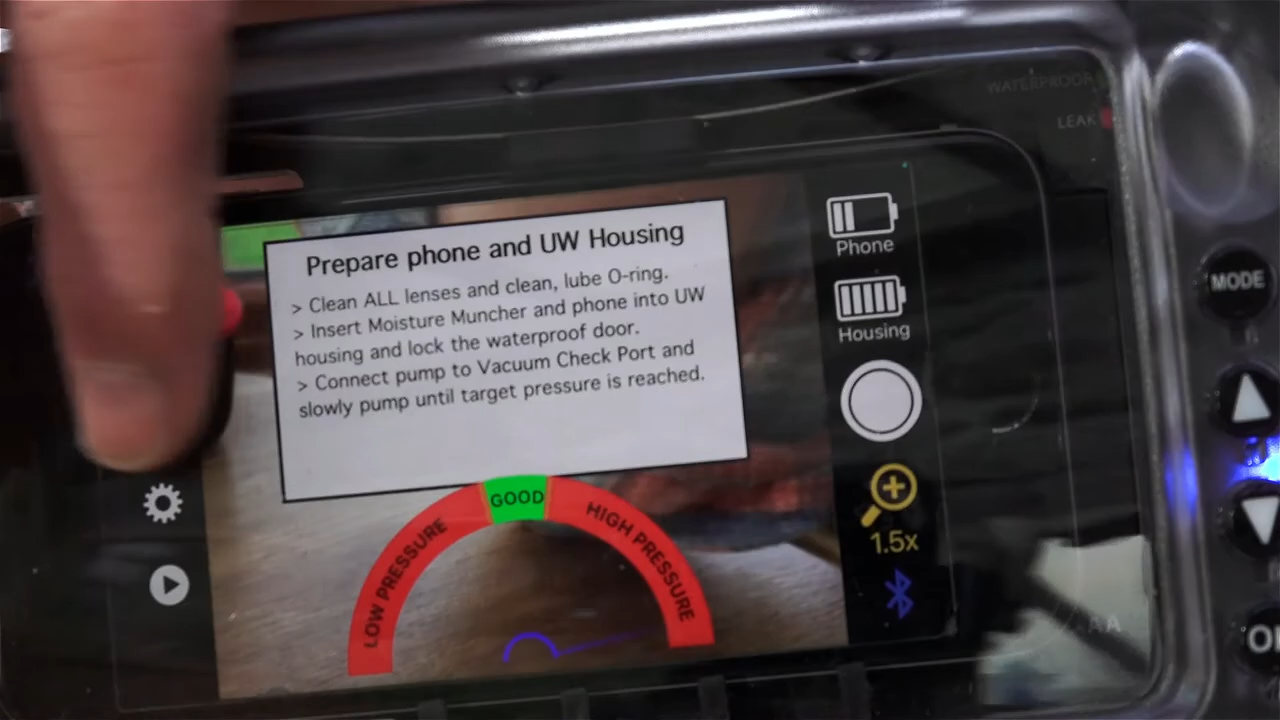 WATERPROOF
LEAK
Prepare phone and UW Housing
> Clean ALL lenses and clean, lube O-ring.
> Insert Moisture Muncher and phone into UW
housing and lock the waterproof door.
> Connect pump to Vacuum Check Port and
slowly pump until target pressure is reached.
LOW PRESSURE
GOOD
HIGH PRESSURE
Phone
Housing
1.5x
MODE
AA